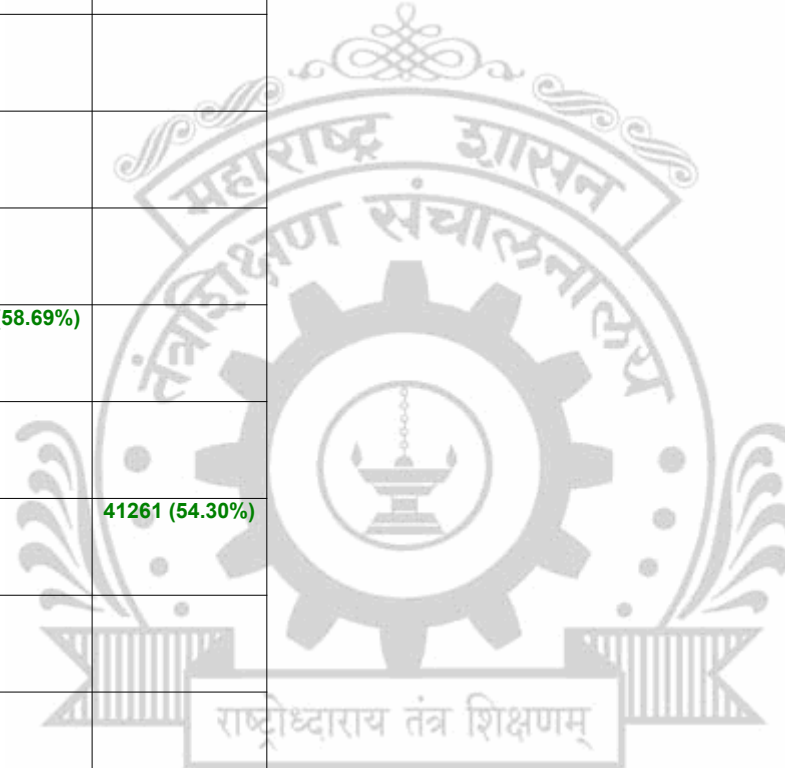 महाराष्ट्र शासन
तंत्रशिक्षण संचालनालय
58.69%)
41261 (54.30%)
राष्ट्रोध्दाराय तंत्र शिक्षणम्